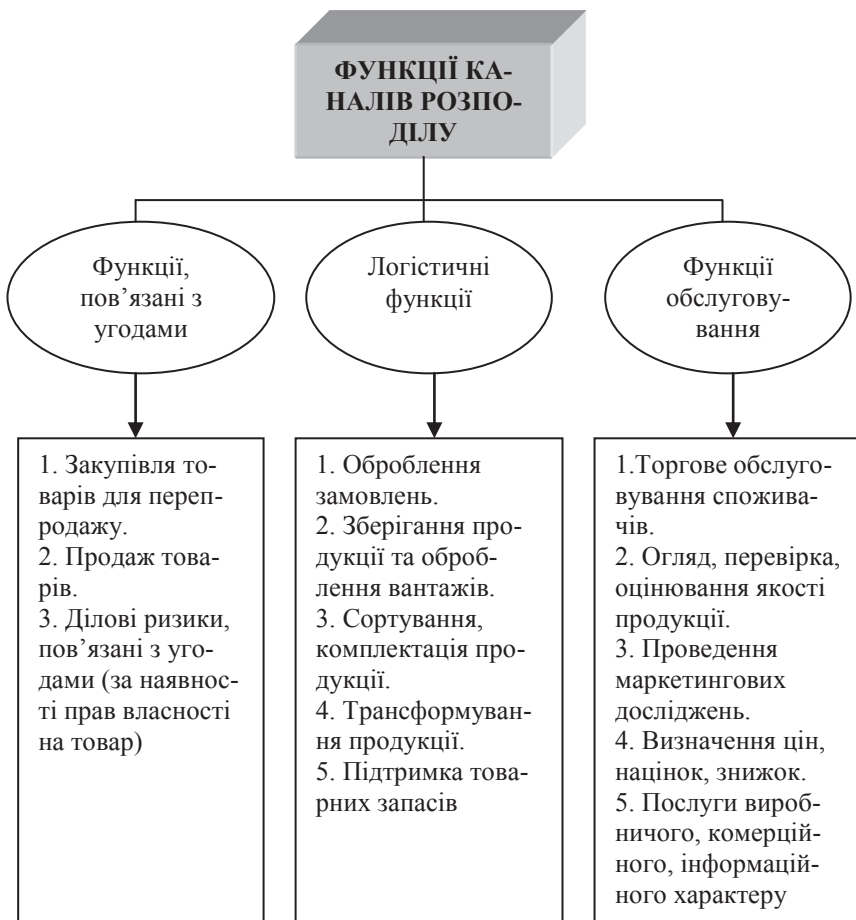 ФУНКЦІЇ КА-
НАЛІВ РОЗПО-
ДІЛУ
Функції,
пов’язані з
угодами
Логістичні
функції
Функції
обслугову-
вання
1. Закупівля то-
варів для переп-
родажу.
2. Продаж това-
рів.
3. Ділові ризики,
пов’язані з уго-
дами (за наявнос-
ті прав власності
на товар)
1. Оброблення
замовлень.
2. Зберігання про-
дукції та оброб-
лення вантажів.
3. Сортування,
комплектація про-
дукції.
4. Трансформуван-
ня продукції.
5. Підтримка това-
рних запасів
1.Торгове обслуго-
вування спожива-
чів.
2. Огляд, перевірка,
оцінювання якості
продукції.
3. Проведення
маркетингових
досліджень.
4. Визначення цін,
націнок, знижок.
5. Послуги вироб-
ничого, комерцій-
ного, інформацій-
ного характеру